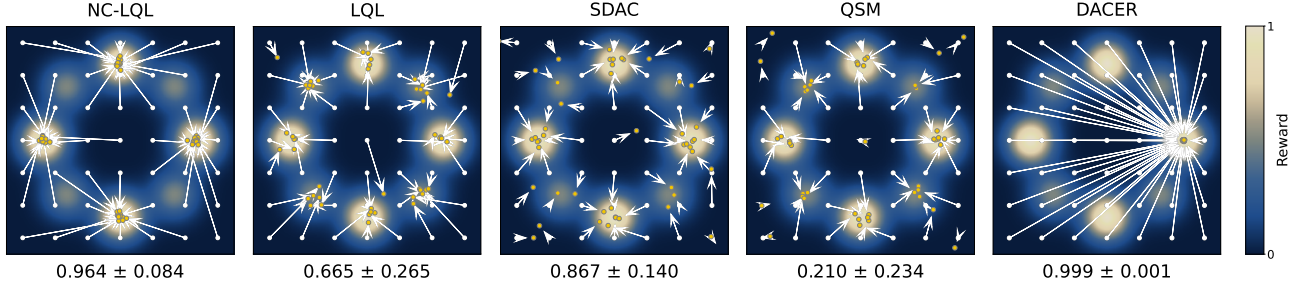 NC-LQL LQL SDAC QSM DACER
1
Reward
0
0.964 ± 0.084 0.665 ± 0.265 0.867 ± 0.140 0.210 ± 0.234 0.999 ± 0.001